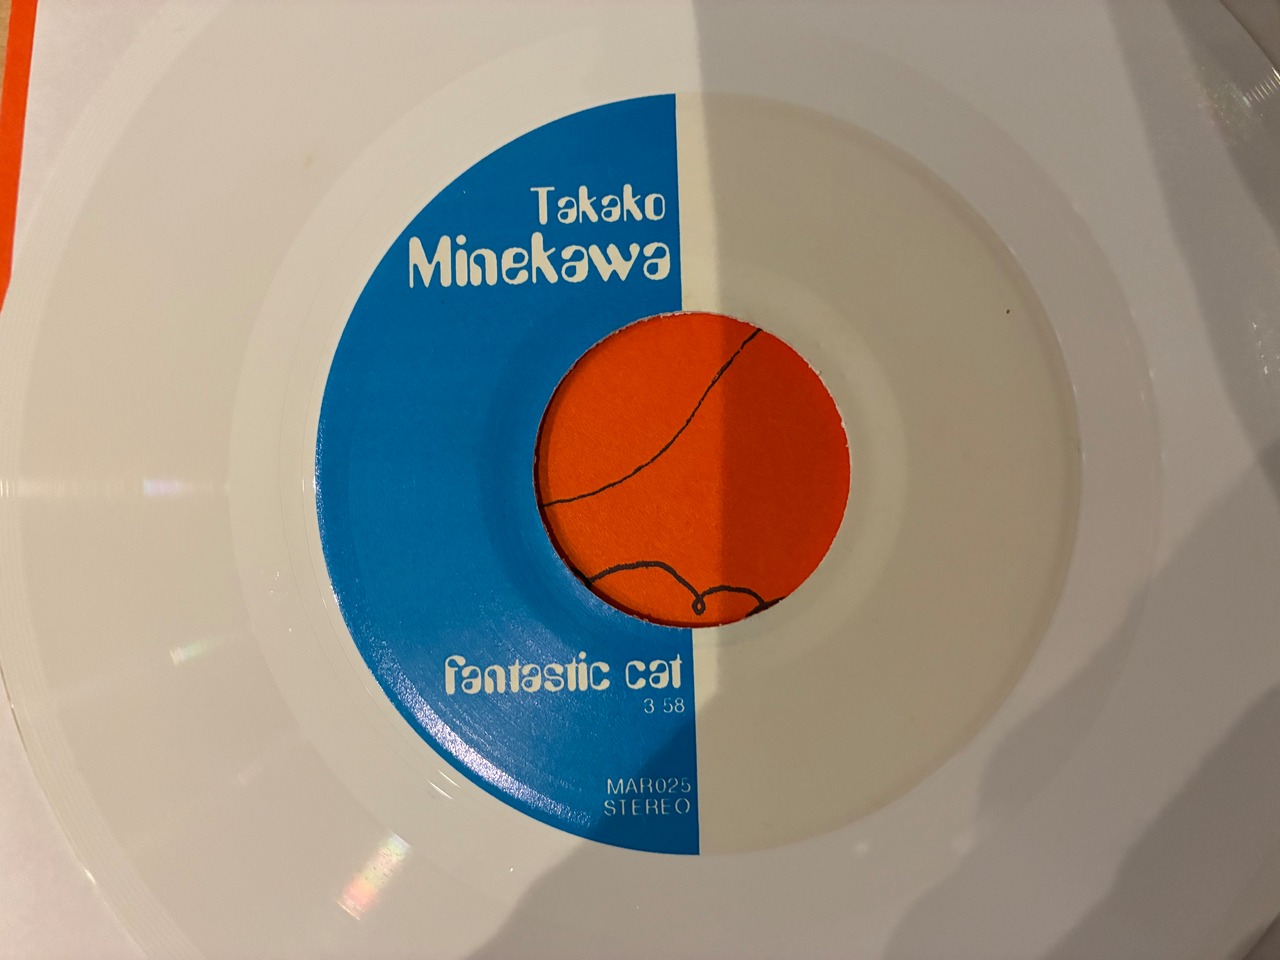 Takako
Minekawa
fantastic cat
3 58
MAR025
STEREO